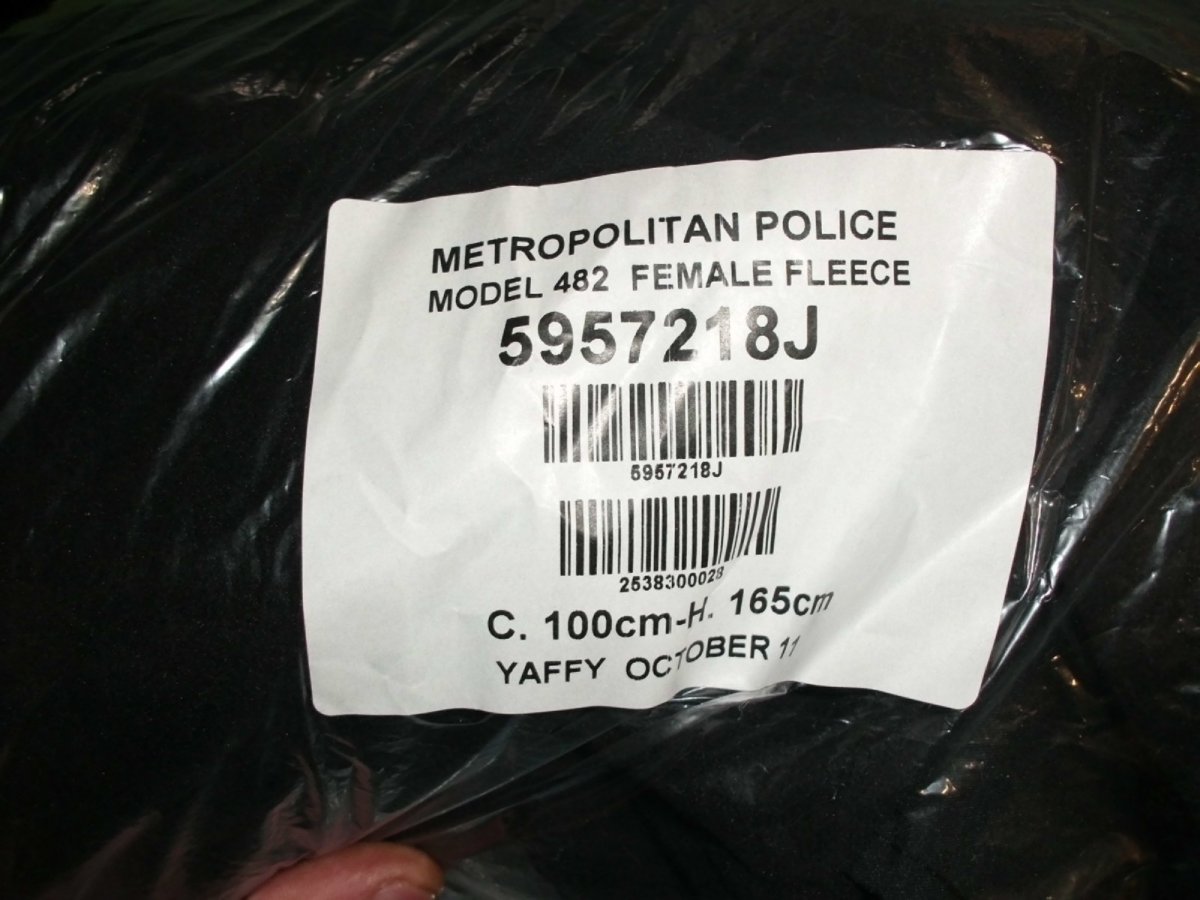 METROPOLITAN POLICE
MODEL 482 FEMALE FLEECE
5957218J
5957218J
2538300028
C. 100cm-H. 165cm
YAFFY OCTOBER 11